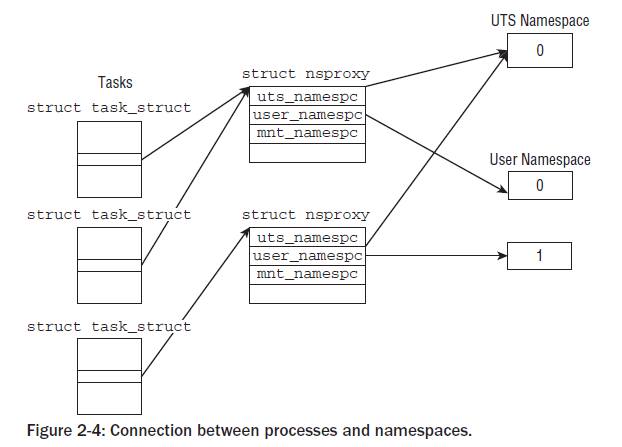 UTS Namespace
0
Tasks
struct nsproxy
uts_namespc
user_namespc
mnt_namespc
struct task_struct
User Namespace
0
struct task_struct
struct nsproxy
uts_namespc
user_namespc
mnt_namespc
1
struct task_struct
Figure 2-4: Connection between processes and namespaces.